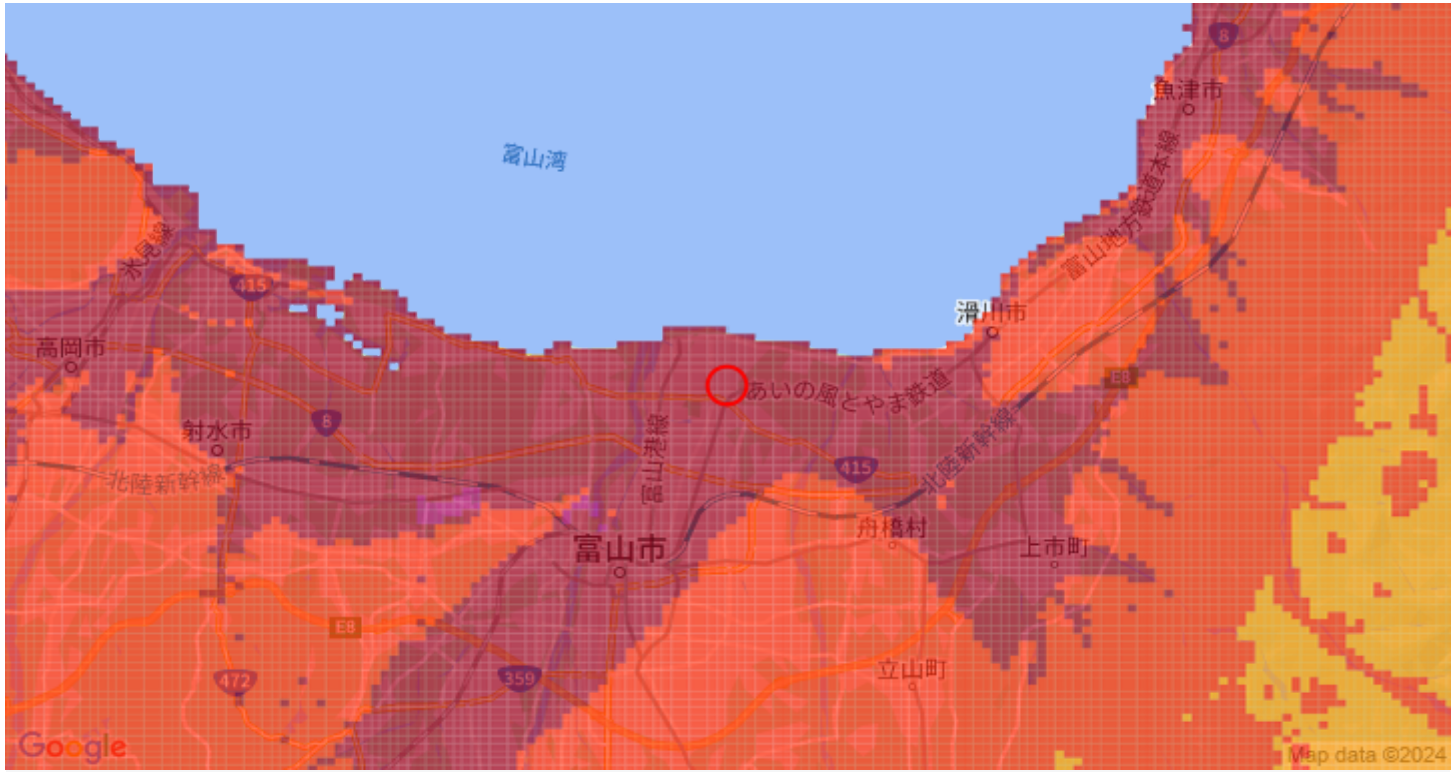 8
魚津市
富山湾
富山地方鉄道本線
氷見線
415
滑川市
高岡市
E8
あいの風とやま鉄道
8
射水市
富山港線
415
北陸新幹線
北陸新幹線
富山市
舟橋村
上市町
E8
472
359
立山町
Google
Map data ©2024